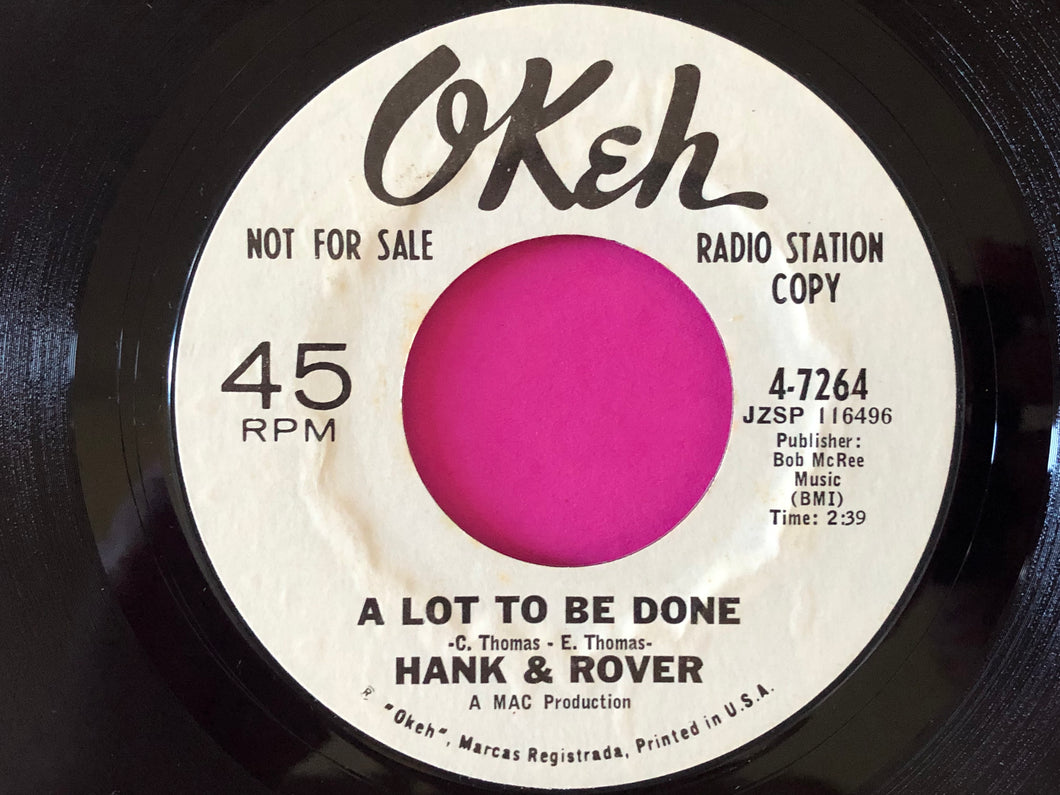 OKeh
NOT FOR SALE
RADIO STATION
COPY
45
RPM
4-7264
JZSP 116496
Publisher:
Bob McRee
Music
(BMI)
Time: 2:39
A LOT TO BE DONE
-C. Thomas - E. Thomas-
HANK & ROVER
A MAC Production
® "Okeh", Marcas Registrada, Printed in U.S.A.